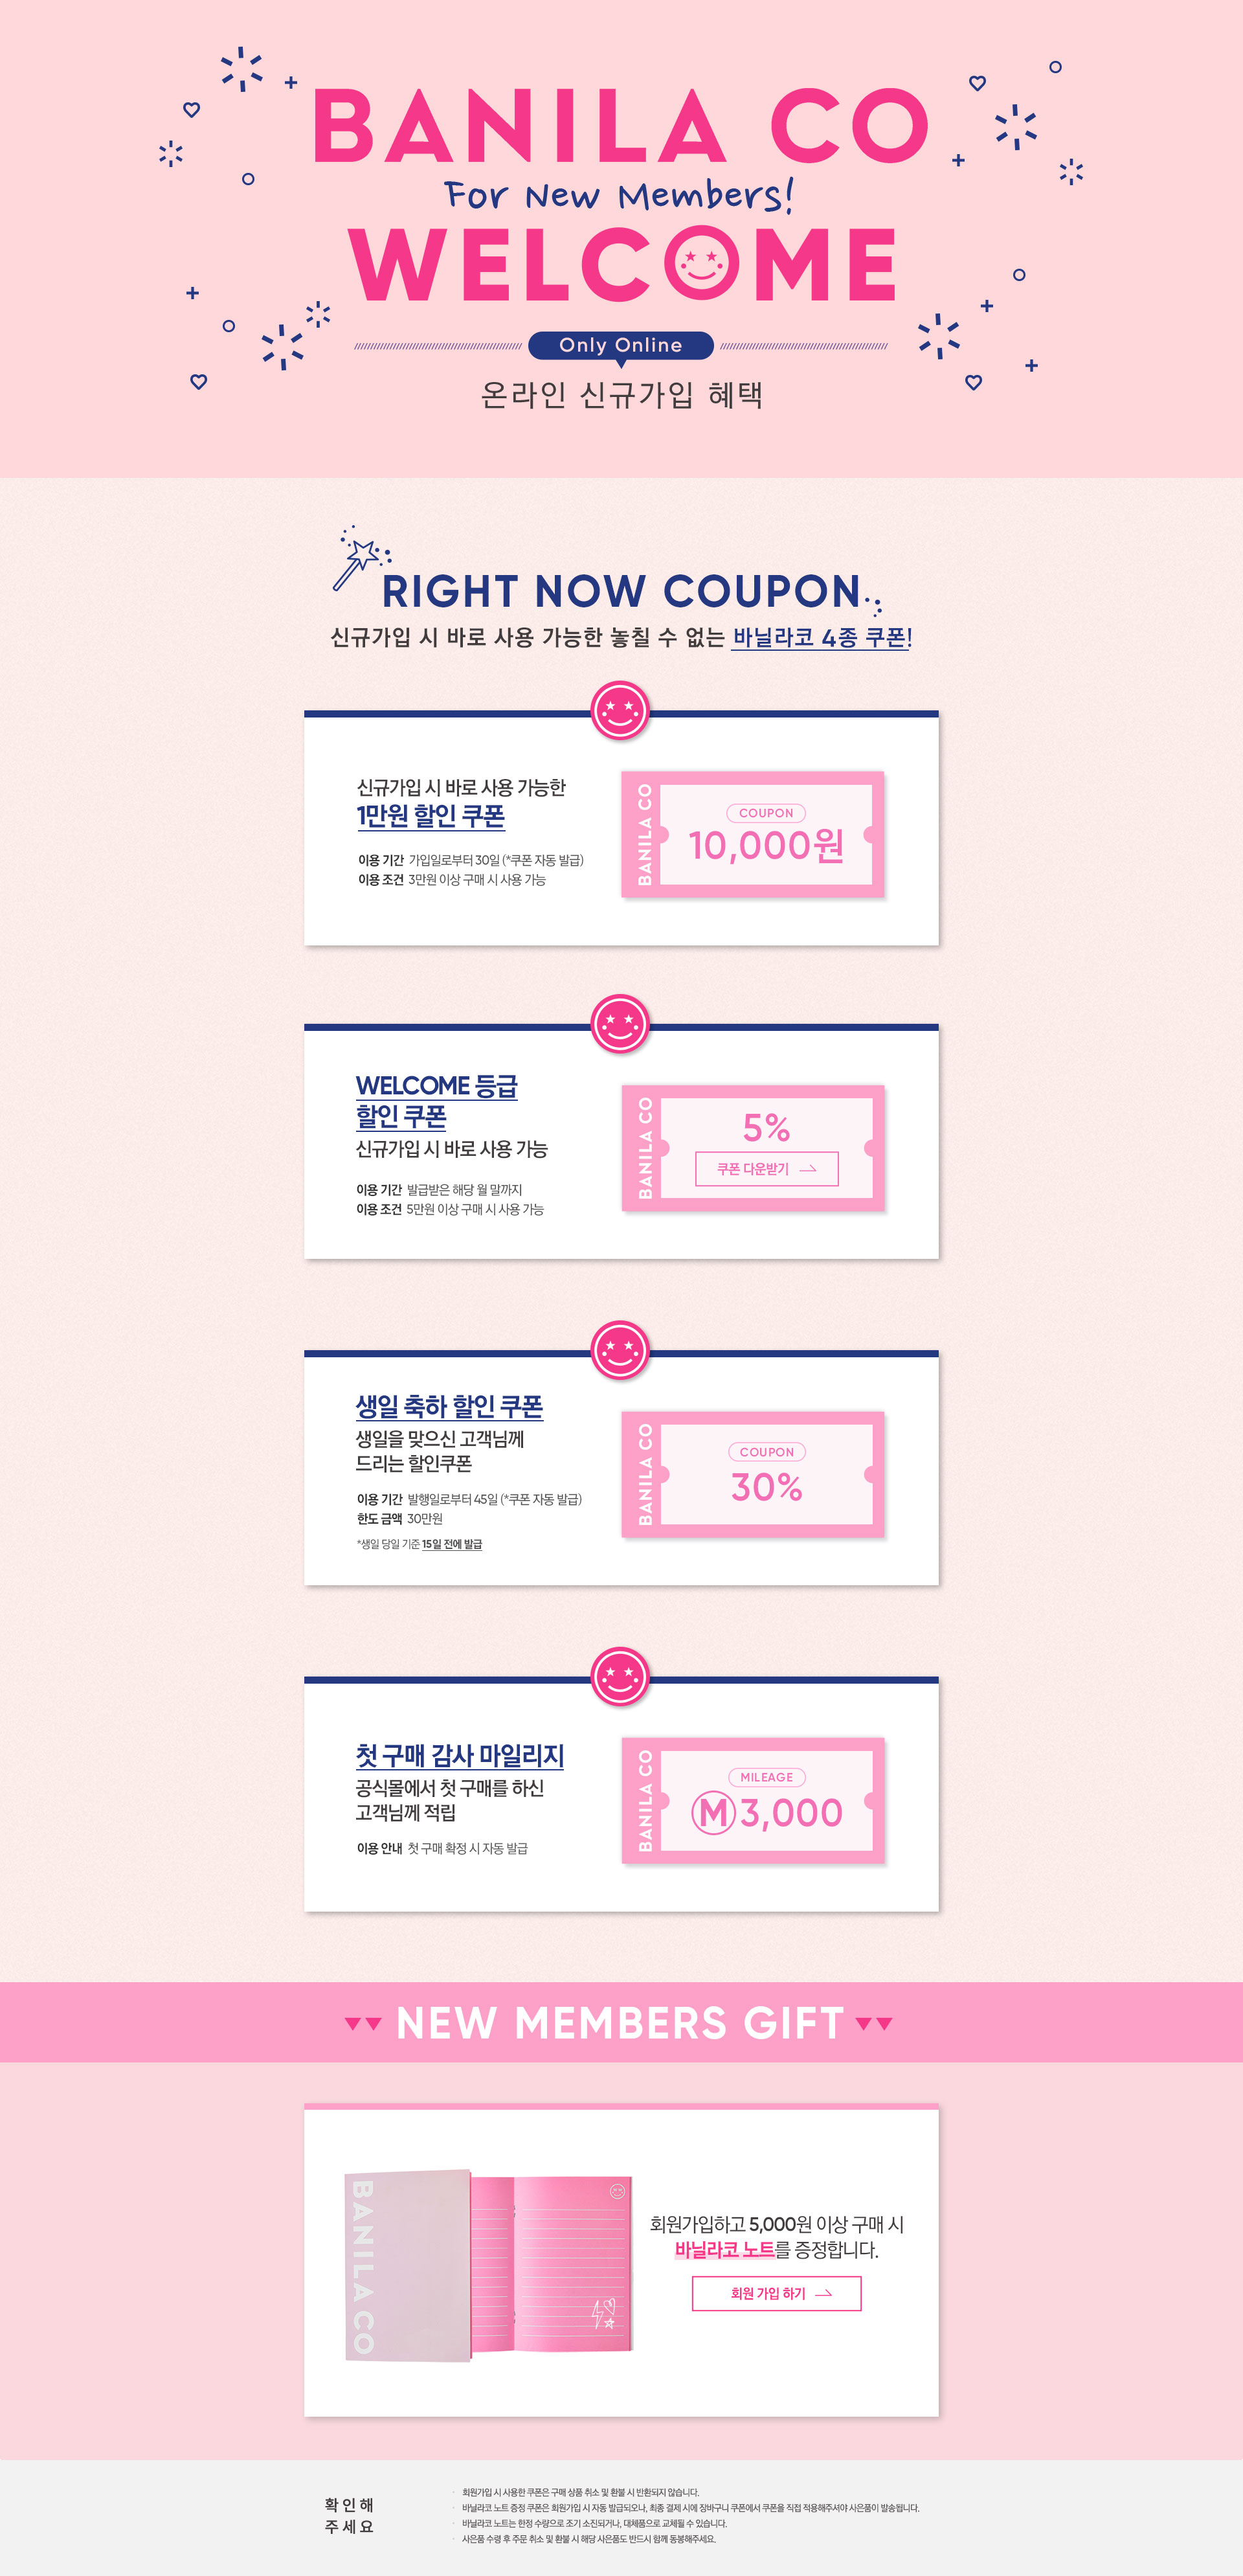 BANILA CO
For New Members!
WELCOME
Only Online
온라인 신규가입 혜택
RIGHT NOW COUPON
신규가입 시 바로 사용 가능한 놓칠 수 없는 바닐라코 4종 쿠폰!
신규가입 시 바로 사용 가능한
1만원 할인 쿠폰
이용 기간 가입일로부터 30일 (*쿠폰 자동 발급)
이용 조건 3만원 이상 구매 시 사용 가능
BANILA CO
COUPON
10,000원
WELCOME 등급
할인 쿠폰
신규가입 시 바로 사용 가능
이용 기간 발급받은 해당 월 말까지
이용 조건 5만원 이상 구매 시 사용 가능
BANILA CO
5%
쿠폰 다운받기
생일 축하 할인 쿠폰
생일을 맞으신 고객님께
드리는 할인쿠폰
이용 기간 발행일로부터 45일 (*쿠폰 자동 발급)
한도 금액 30만원
*생일 당일 기준 15일 전에 발급
BANILA CO
COUPON
30%
첫 구매 감사 마일리지
공식몰에서 첫 구매를 하신
고객님께 적립
이용 안내 첫 구매 확정 시 자동 발급
BANILA CO
MILEAGE
M 3,000
NEW MEMBERS GIFT
BANILA CO
회원가입하고 5,000원 이상 구매 시
바닐라코 노트를 증정합니다.
회원 가입 하기
확인해
주세요
· 회원가입 시 사용한 쿠폰은 구매 상품 취소 및 환불 시 반환되지 않습니다.
· 바닐라코 노트 증정 쿠폰은 회원가입 시 자동 발급되오나, 최종 결제 시에 장바구니 쿠폰에서 쿠폰을 직접 적용해주셔야 사은품이 발송됩니다.
· 바닐라코 노트는 한정 수량으로 조기 소진되거나, 대체품으로 교체될 수 있습니다.
· 사은품 수령 후 주문 취소 및 환불 시 해당 사은품도 반드시 함께 동봉해주세요.